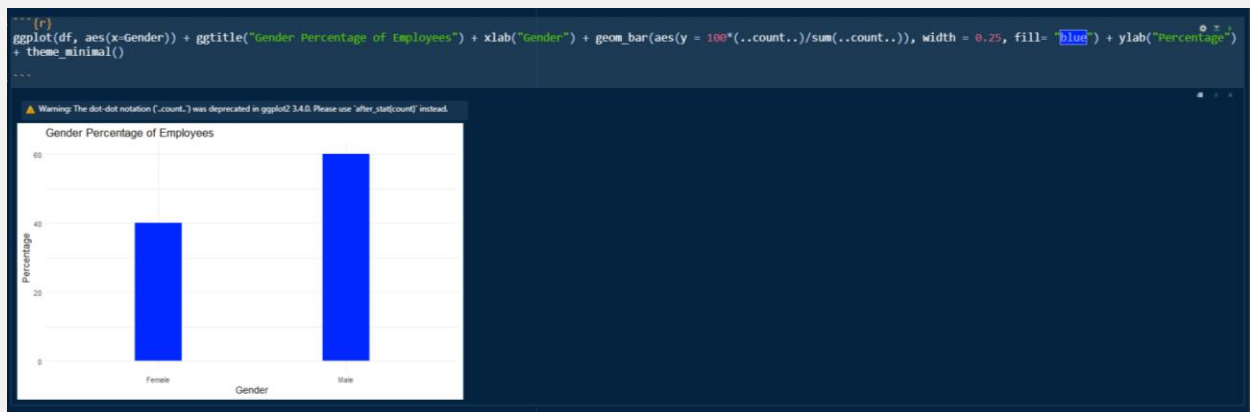 ```{r}
ggplot(df, aes(x=Gender)) + ggtitle("Gender Percentage of Employees") + xlab("Gender") + geom_bar(aes(y = 100*(..count..)/sum(..count..)), width = 0.25, fill= "blue") + ylab("Percentage")
+ theme_minimal()
```
Warning: The dot-dot notation (`..count..`) was deprecated in ggplot2 3.4.0. Please use `after_stat(count)` instead.
Gender Percentage of Employees
60
40
20
0
Percentage
Female
Male
Gender